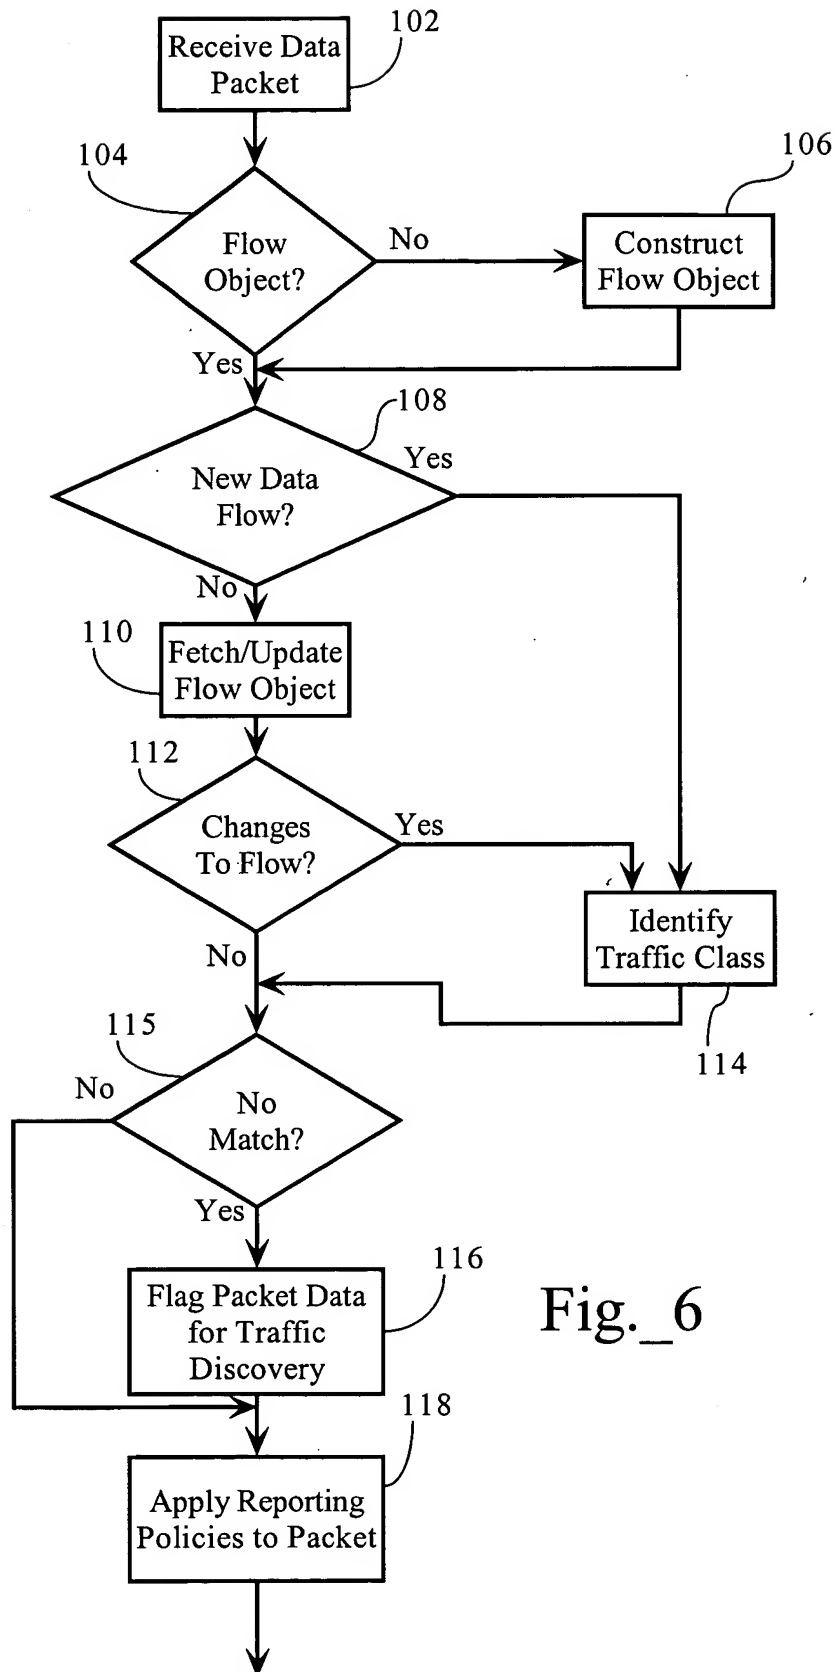 Receive Data
Packet
102
104
Flow
Object?
No
106
Construct
Flow Object
Yes
108
New Data
Flow?
Yes
No
110
Fetch/Update
Flow Object
112
Changes
To Flow?
Yes
Identify
Traffic Class
114
No
115
No
No
Match?
Yes
116
Flag Packet Data
for Traffic
Discovery
Fig._6
118
Apply Reporting
Policies to Packet